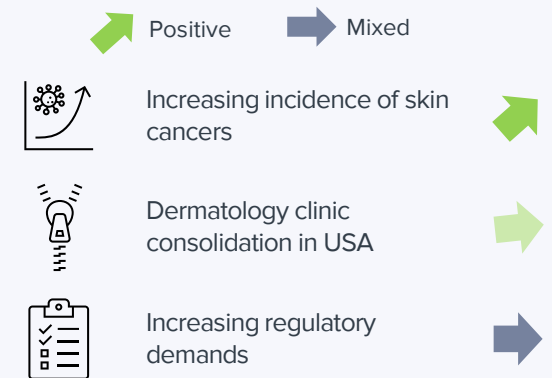 Positive
Mixed
Increasing incidence of skin
cancers
Dermatology clinic
consolidation in USA
Increasing regulatory
demands